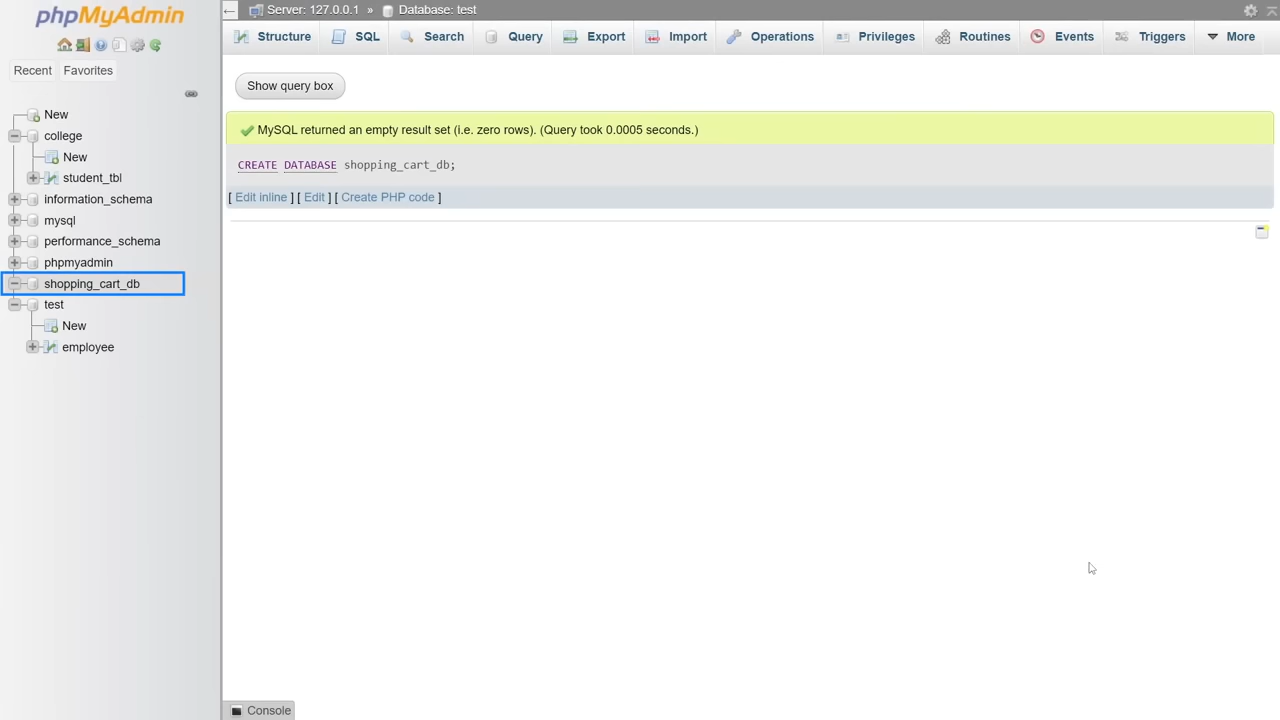 phpMyAdmin
Recent Favorites
New
college
New
student_tbl
information_schema
mysql
performance_schema
phpmyadmin
shopping_cart_db
test
New
employee
Server: 127.0.0.1 » Database: test
Structure SQL Search Query Export Import Operations Privileges Routines Events Triggers More
Show query box
MySQL returned an empty result set (i.e. zero rows). (Query took 0.0005 seconds.)
CREATE DATABASE shopping_cart_db;
[ Edit inline ] [ Edit ] [ Create PHP code ]
Console